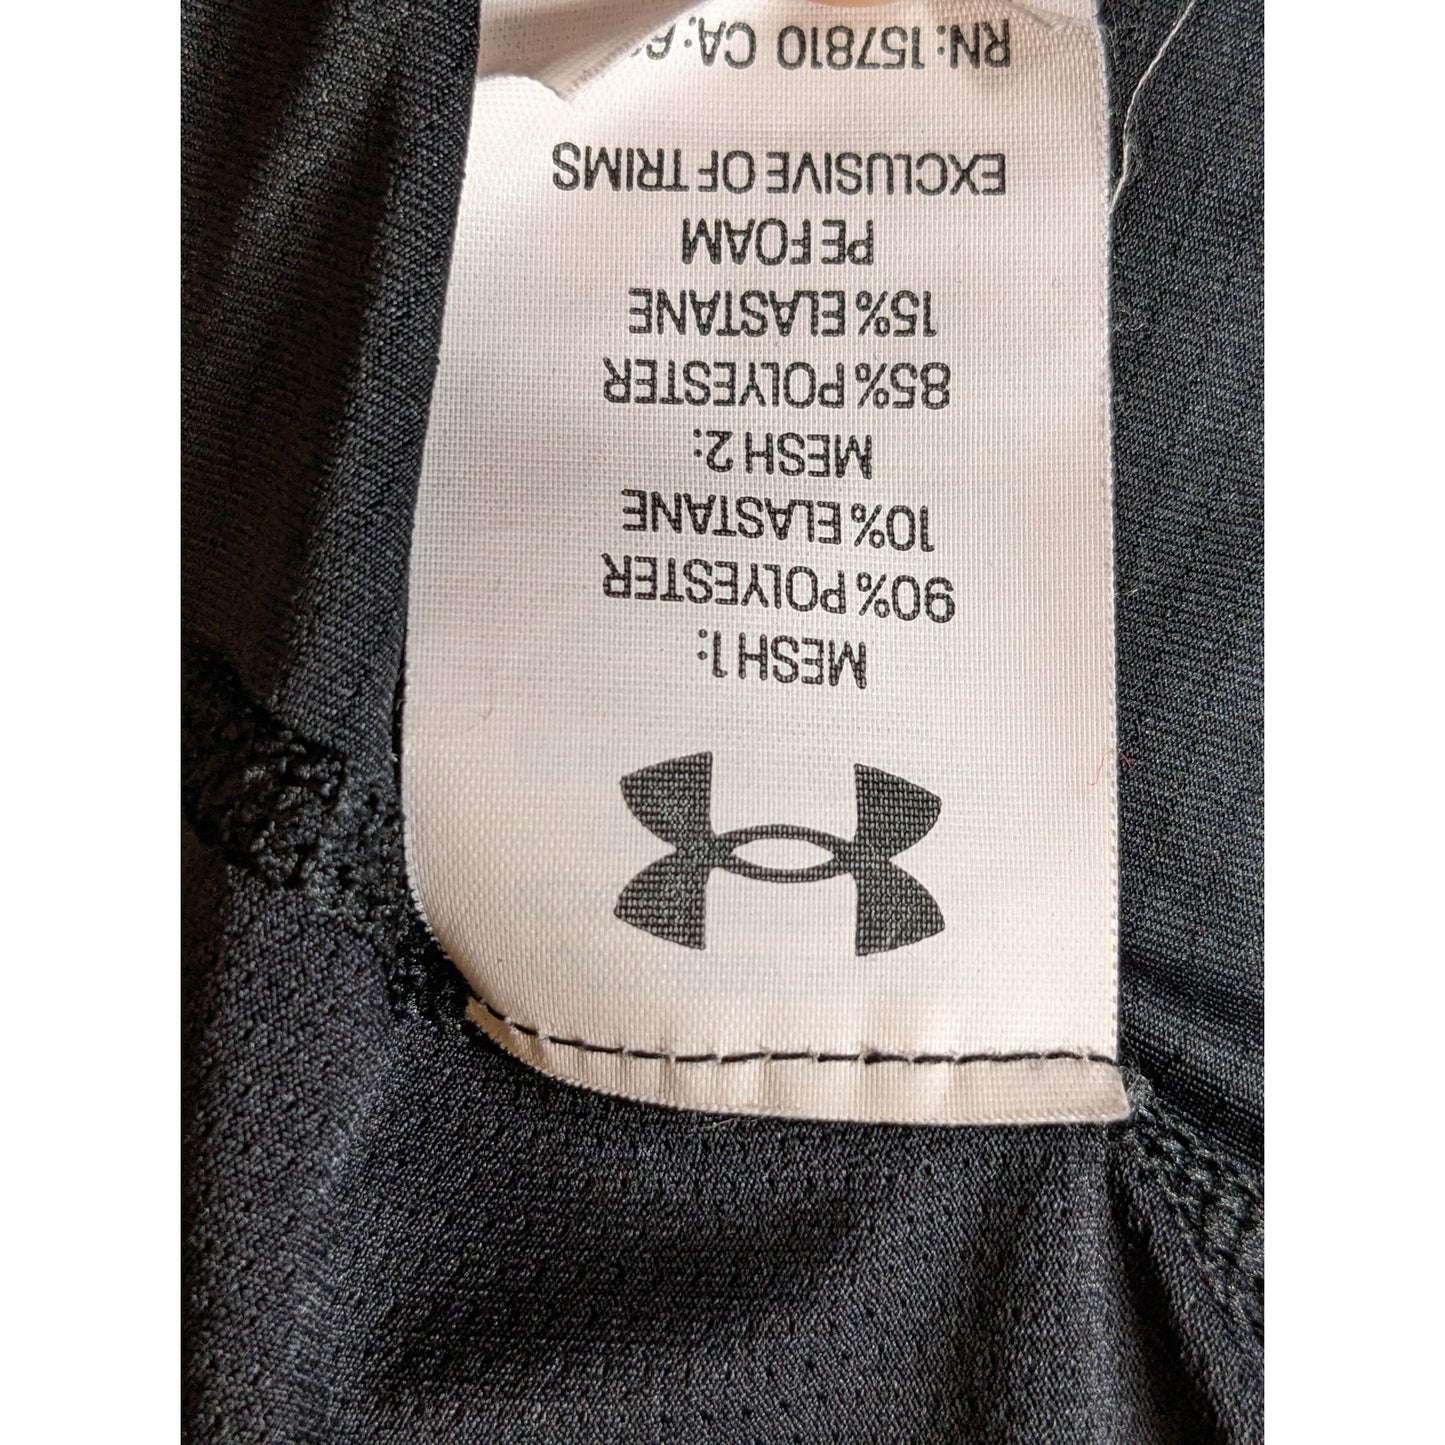 MESH 1:
90% POLYESTER
10% ELASTANE
MESH 2:
85% POLYESTER
15% ELASTANE
PE FOAM
EXCLUSIVE OF TRIMS
RN: 157810 CA: